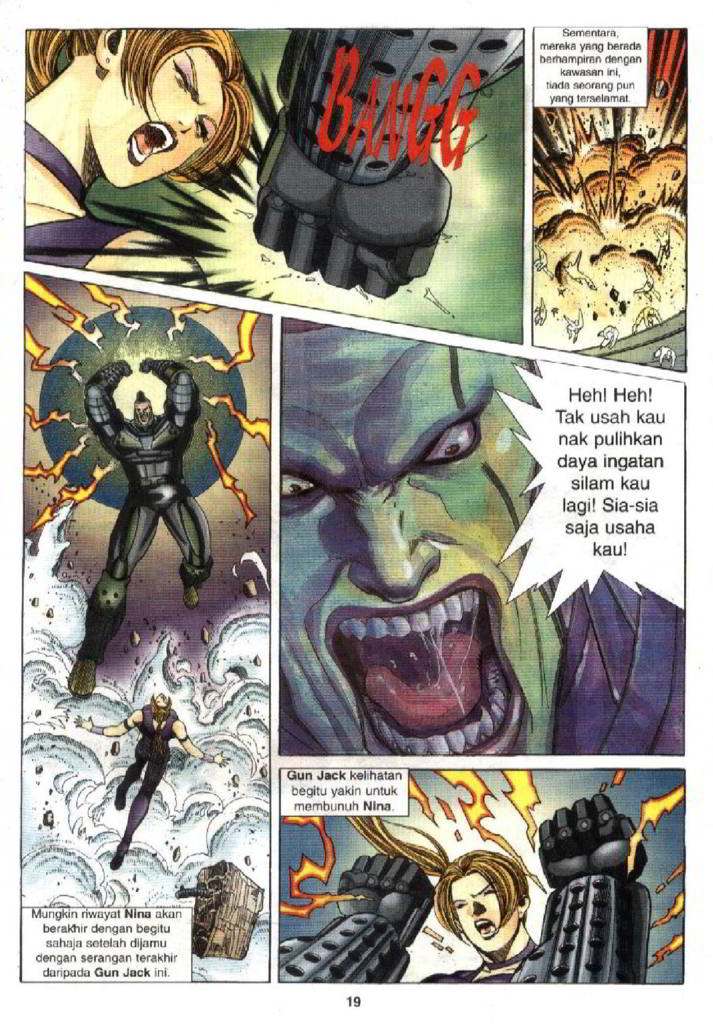 BANGG
Sementara,
mereka yang berada
berhampiran dengan
kawasan ini,
tiada seorang pun
yang terselamat.
Mungkin riwayat Nina akan
berakhir dengan begitu
sahaja setelah dijamu
dengan serangan terakhir
daripada Gun Jack ini.
Heh! Heh!
Tak usah kau
nak pulihkan
daya ingatan
silam kau
lagi! Sia-sia
saja usaha
kau!
Gun Jack kelihatan
begitu yakin untuk
membunuh Nina.
19